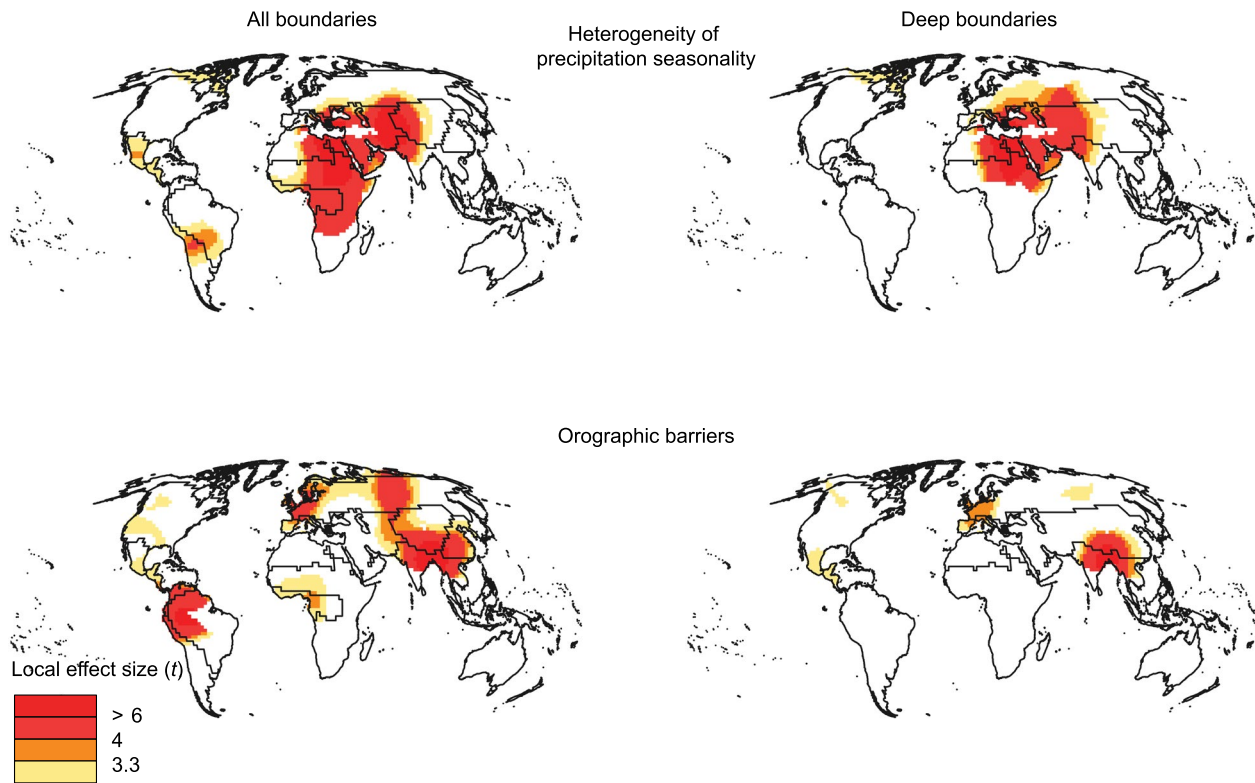 All boundaries
Deep boundaries
Heterogeneity of
precipitation seasonality
Orographic barriers
Local effect size (t)
> 6
4
3.3